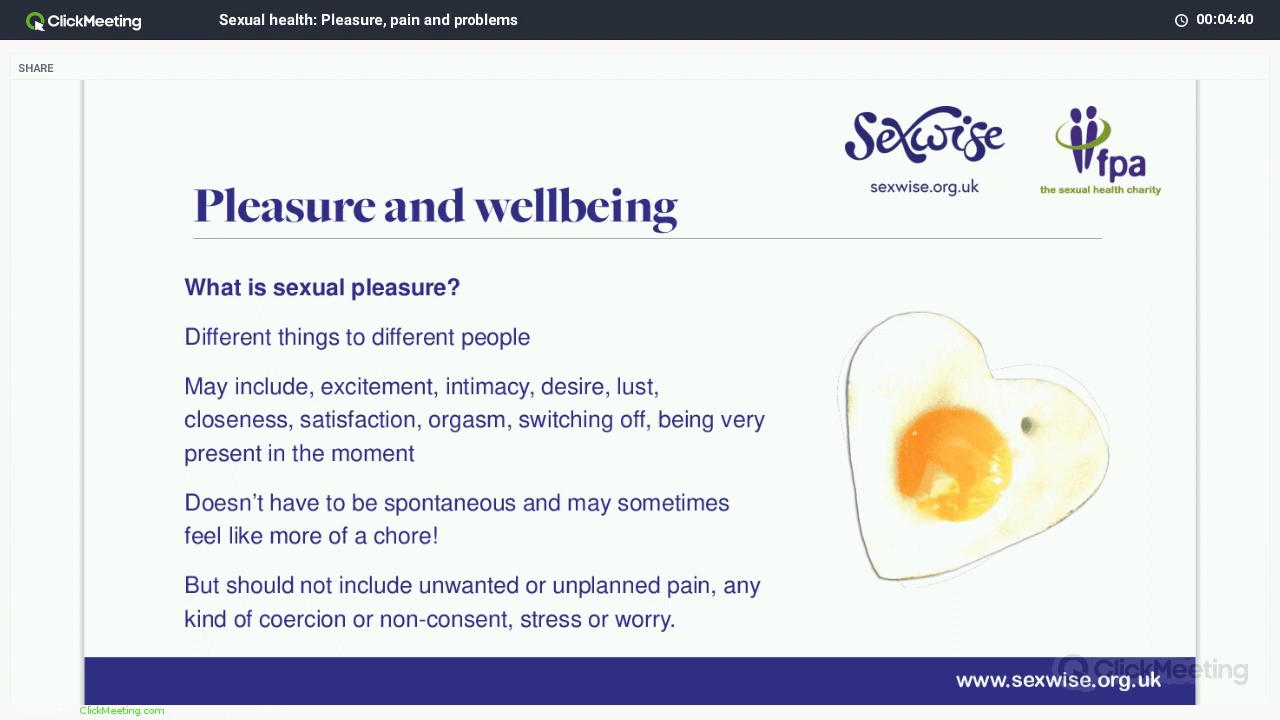 ClickMeeting
Sexual health: Pleasure, pain and problems
00:04:40
SHARE
Sexwise
sexwise.org.uk
fpa
the sexual health charity
Pleasure and wellbeing
What is sexual pleasure?
Different things to different people
May include, excitement, intimacy, desire, lust,
closeness, satisfaction, orgasm, switching off, being very
present in the moment
Doesn’t have to be spontaneous and may sometimes
feel like more of a chore!
But should not include unwanted or unplanned pain, any
kind of coercion or non-consent, stress or worry.
ClickMeeting
www.sexwise.org.uk
ClickMeeting.com